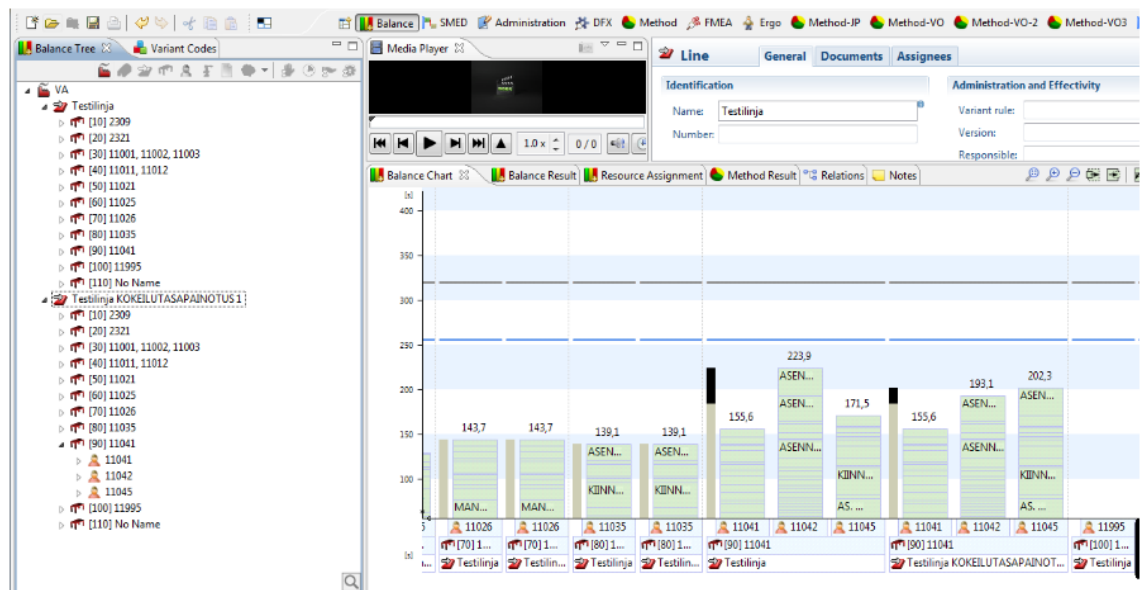 Balance SMED Administration DFX Method FMEA Ergo Method-JP Method-VO Method-VO-2 Method-VO3
Balance Tree Variant Codes
VA
Testilinja
[10] 2309
[20] 2321
[30] 11001, 11002, 11003
[40] 11011, 11012
[50] 11021
[60] 11025
[70] 11026
[80] 11035
[90] 11041
[100] 11995
[110] No Name
Testilinja KOKEILUTASAPAINOTUS 1
[10] 2309
[20] 2321
[30] 11001, 11002, 11003
[40] 11011, 11012
[50] 11021
[60] 11025
[70] 11026
[80] 11035
[90] 11041
11041
11042
11045
[100] 11995
[110] No Name
Media Player
1.0 x 0 / 0
Line General Documents Assignees
Identification
Name: Testilinja
Number:
Administration and Effectivity
Variant rule:
Version:
Responsible:
Balance Chart Balance Result Resource Assignment Method Result Relations Notes
[s]
400
350
300
250
200
150
100
143,7 143,7 139,1 139,1 155,6 223,9 171,5 155,6 193,1 202,3
ASEN... ASEN...
ASEN... ASEN... ASEN...
ASEN... ASEN... ASENN... ASENN...
KIINN... KIINN... KIINN... KIINN...
MAN... MAN... AS. ... AS. ...
5 11026 11026 11035 11035 11041 11042 11045 11041 11042 11045 11995
[70] 1... [70] 1... [80] 1... [80] 1... [90] 11041 [90] 11041 [100] 1...
[s]
Testilinja Testilin... Testilinja Testilin... Testilinja Testilinja KOKEILUTASAPAINOT... Testilinja